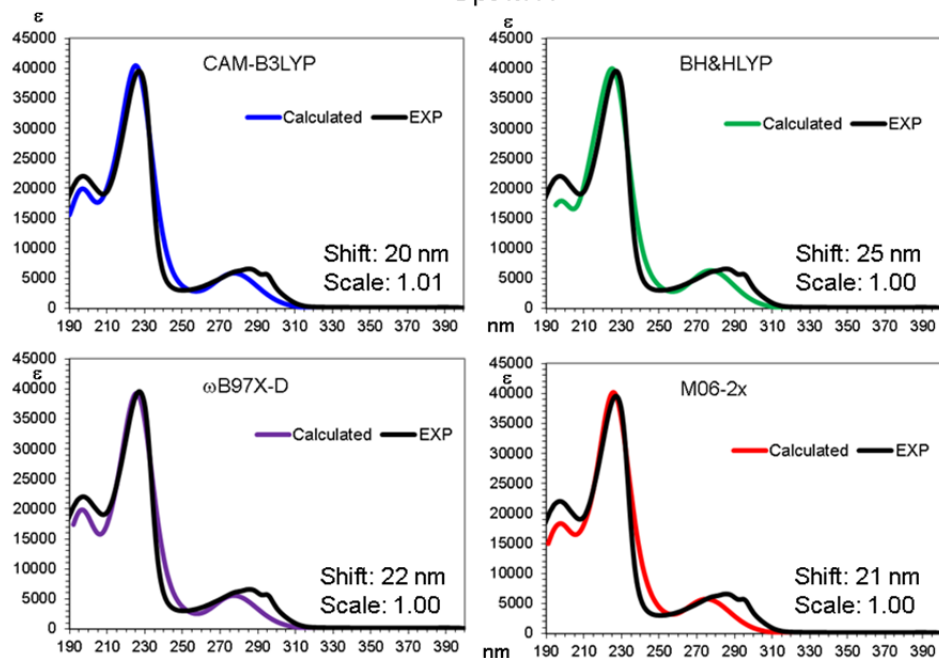 ε
45000
40000
35000
30000
25000
20000
15000
10000
5000
0
CAM-B3LYP
Calculated EXP
Shift: 20 nm
Scale: 1.01
190 210 230 250 270 290 310 330 350 370 390
nm
ε
45000
40000
35000
30000
25000
20000
15000
10000
5000
0
BH&HLYP
Calculated EXP
Shift: 25 nm
Scale: 1.00
190 210 230 250 270 290 310 330 350 370 390
ε
45000
40000
35000
30000
25000
20000
15000
10000
5000
0
ωB97X-D
Calculated EXP
Shift: 22 nm
Scale: 1.00
190 210 230 250 270 290 310 330 350 370 390
nm
ε
45000
40000
35000
30000
25000
20000
15000
10000
5000
0
M06-2x
Calculated EXP
Shift: 21 nm
Scale: 1.00
190 210 230 250 270 290 310 330 350 370 390